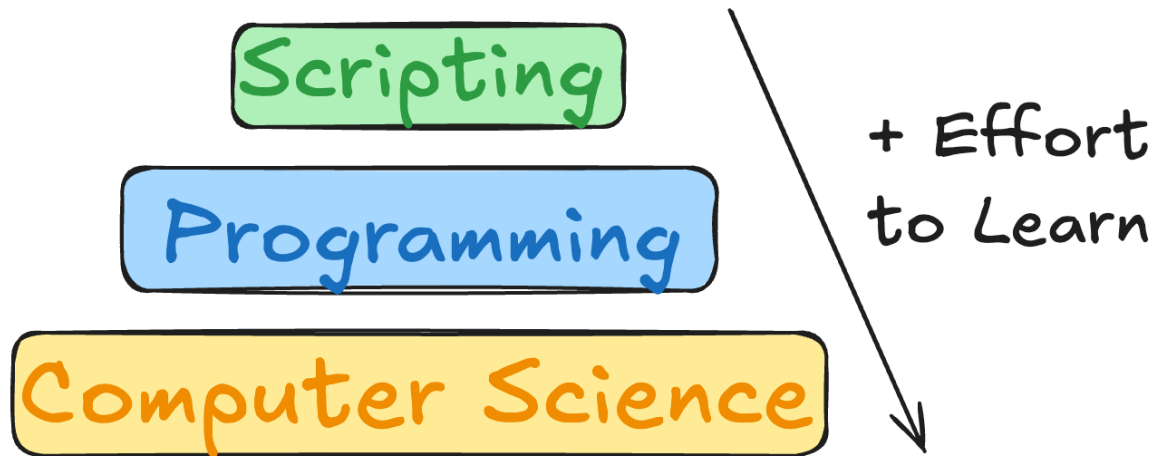 Scripting
Programming
Computer Science
+ Effort
to Learn